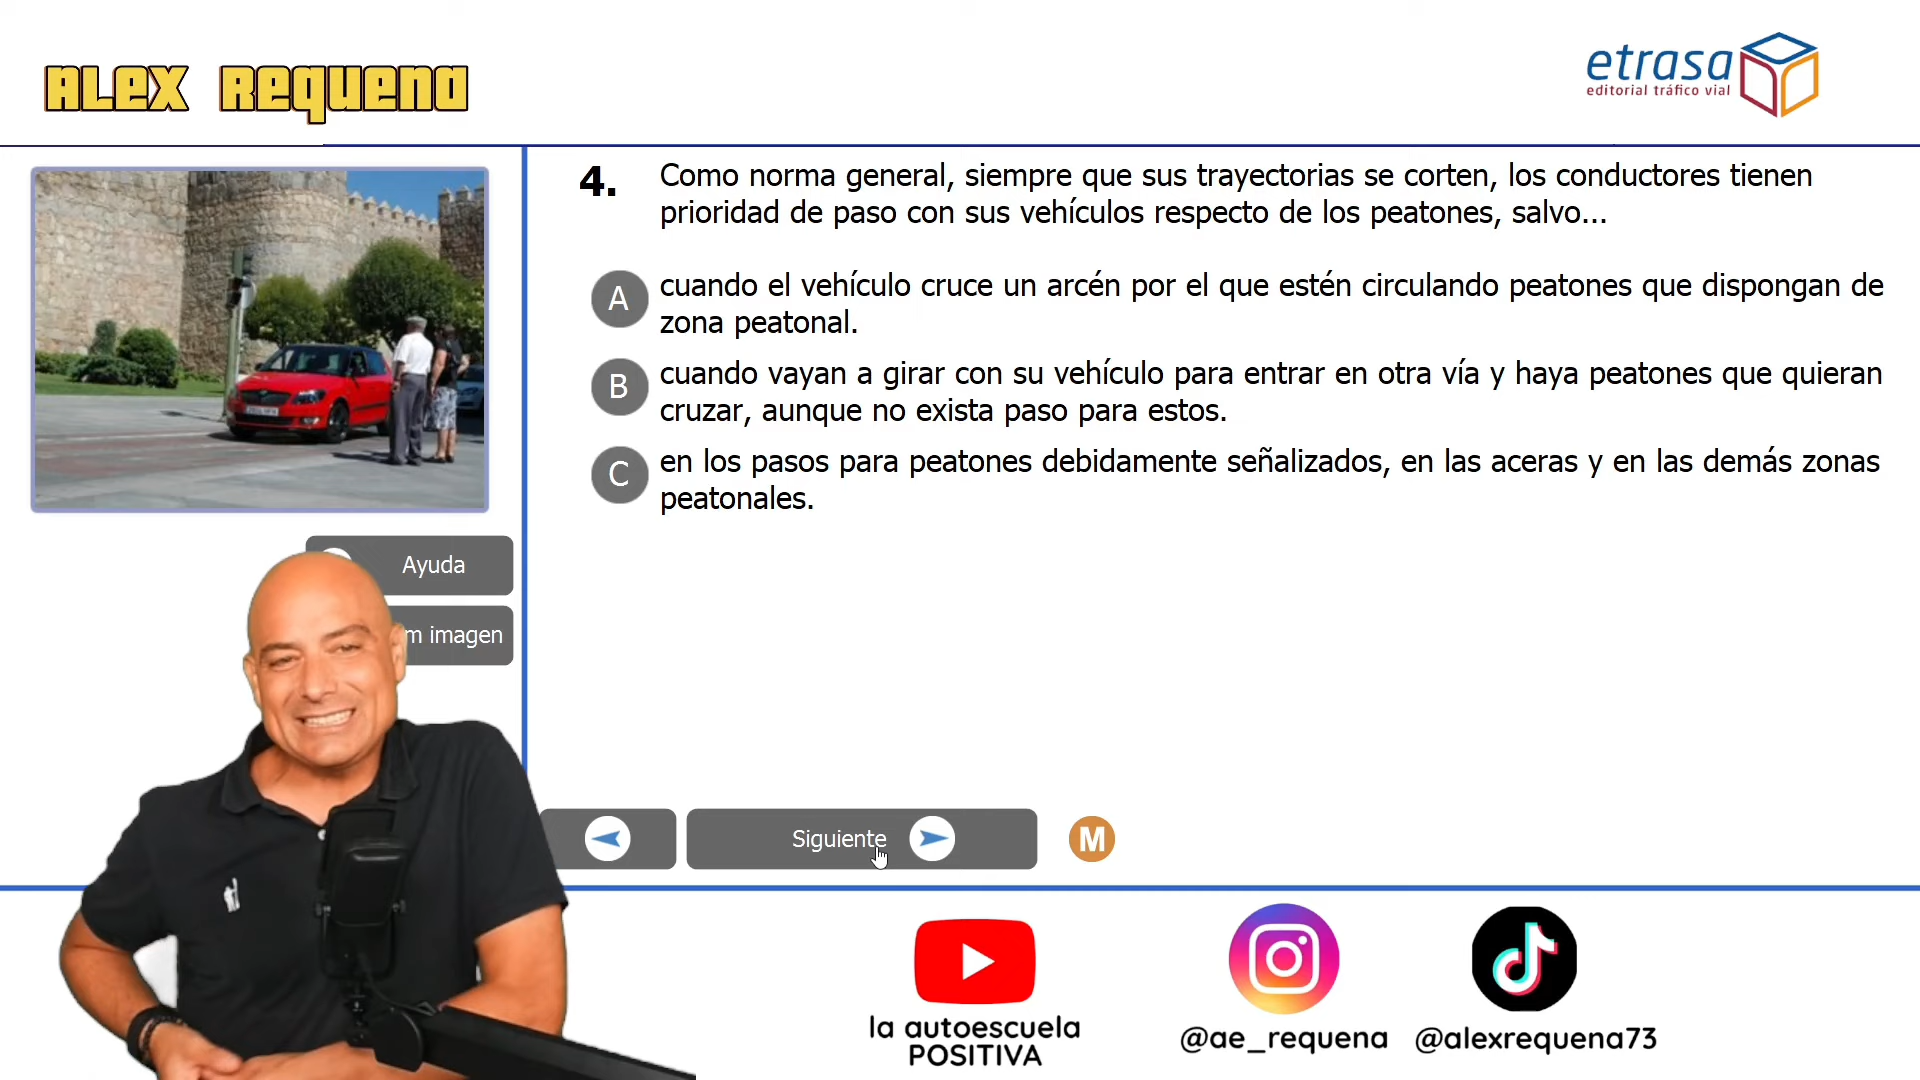 ALEX REQUENA
etrasa
editorial tráfico vial
4.
Como norma general, siempre que sus trayectorias se corten, los conductores tienen
prioridad de paso con sus vehículos respecto de los peatones, salvo...
A
cuando el vehículo cruce un arcén por el que estén circulando peatones que dispongan de
zona peatonal.
B
cuando vayan a girar con su vehículo para entrar en otra vía y haya peatones que quieran
cruzar, aunque no exista paso para estos.
C
en los pasos para peatones debidamente señalizados, en las aceras y en las demás zonas
peatonales.
Ayuda
m imagen
Siguiente
M
la autoescuela
POSITIVA
@ae_requena
@alexrequena73